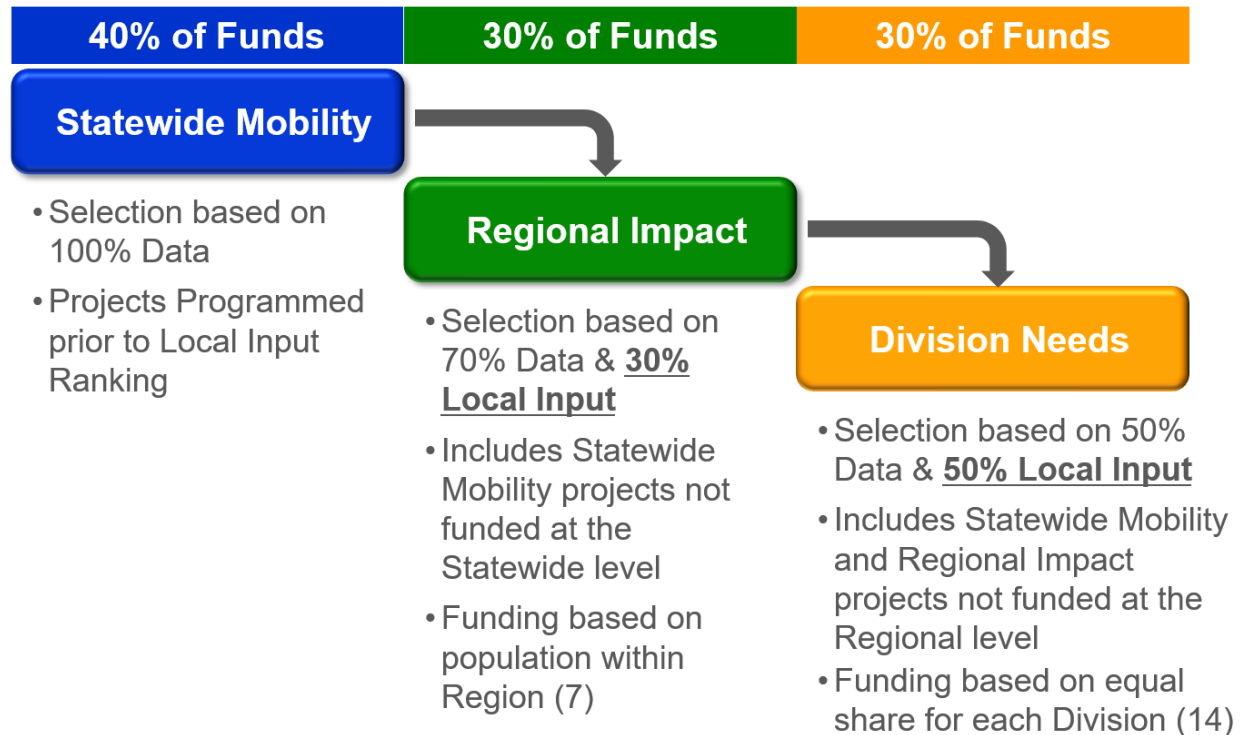 40% of Funds
30% of Funds
30% of Funds
Statewide Mobility
• Selection based on
100% Data
• Projects Programmed
prior to Local Input
Ranking
Regional Impact
• Selection based on
70% Data & 30%
Local Input
• Includes Statewide
Mobility projects not
funded at the
Statewide level
• Funding based on
population within
Region (7)
Division Needs
• Selection based on 50%
Data & 50% Local Input
• Includes Statewide Mobility
and Regional Impact
projects not funded at the
Regional level
• Funding based on equal
share for each Division (14)